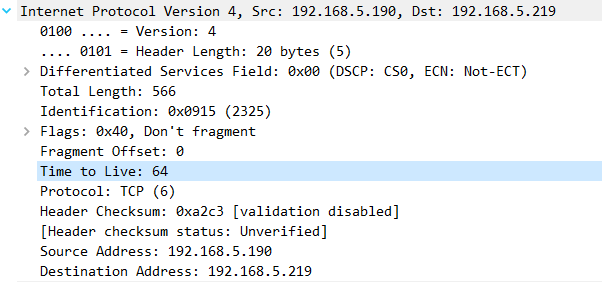 Internet Protocol Version 4, Src: 192.168.5.190, Dst: 192.168.5.219
0100 .... = Version: 4
.... 0101 = Header Length: 20 bytes (5)
Differentiated Services Field: 0x00 (DSCP: CS0, ECN: Not-ECT)
Total Length: 566
Identification: 0x0915 (2325)
Flags: 0x40, Don't fragment
Fragment Offset: 0
Time to Live: 64
Protocol: TCP (6)
Header Checksum: 0xa2c3 [validation disabled]
[Header checksum status: Unverified]
Source Address: 192.168.5.190
Destination Address: 192.168.5.219